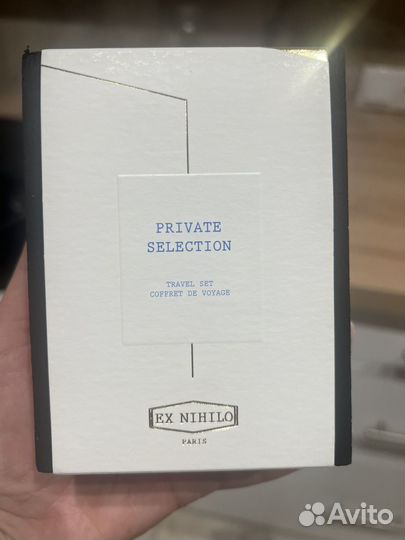 PRIVATE
SELECTION
TRAVEL SET
COFFRET DE VOYAGE
EX NIHILO
PARIS
Avito